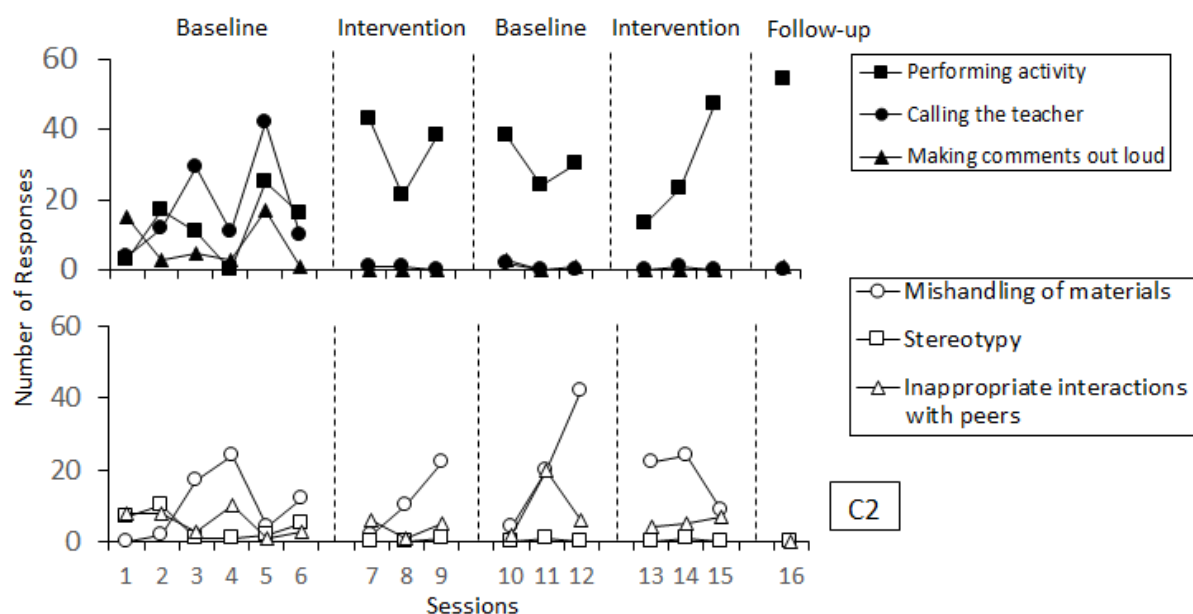 Baseline Intervention Baseline Intervention Follow-up
60
40
20
0
Number of Responses
Performing activity
Calling the teacher
Making comments out loud
60
40
20
0
Mishandling of materials
Stereotypy
Inappropriate interactions
with peers
C2
1 2 3 4 5 6 7 8 9 10 11 12 13 14 15 16
Sessions